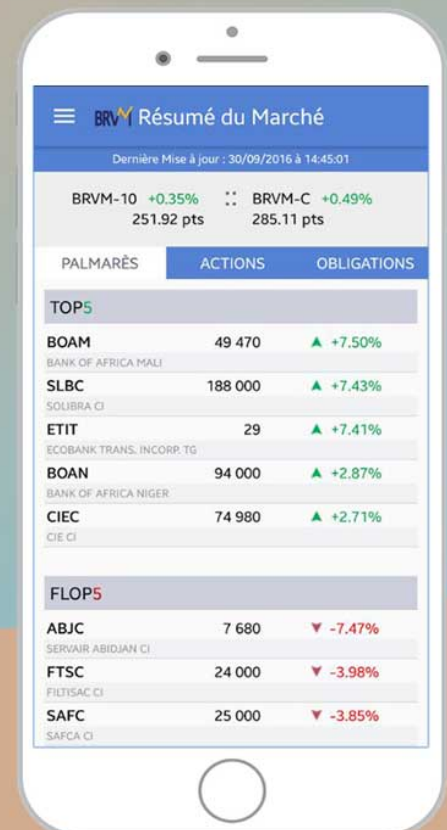 BRVM Résumé du Marché
Dernière Mise à jour : 30/09/2016 à 14:45:01
BRVM-10 +0.35% :: BRVM-C +0.49%
251.92 pts 285.11 pts
PALMARÈS ACTIONS OBLIGATIONS
TOP5
BOAM 49 470 ▲ +7.50%
BANK OF AFRICA MALI
SLBC 188 000 ▲ +7.43%
SOLIBRA CI
ETIT 29 ▲ +7.41%
ECOBANK TRANS. INCORP. TG
BOAN 94 000 ▲ +2.87%
BANK OF AFRICA NIGER
CIEC 74 980 ▲ +2.71%
CIE CI
FLOP5
ABJC 7 680 ▼ -7.47%
SERVAIR ABIDJAN CI
FTSC 24 000 ▼ -3.98%
FILTISAC CI
SAFC 25 000 ▼ -3.85%
SAFCA CI